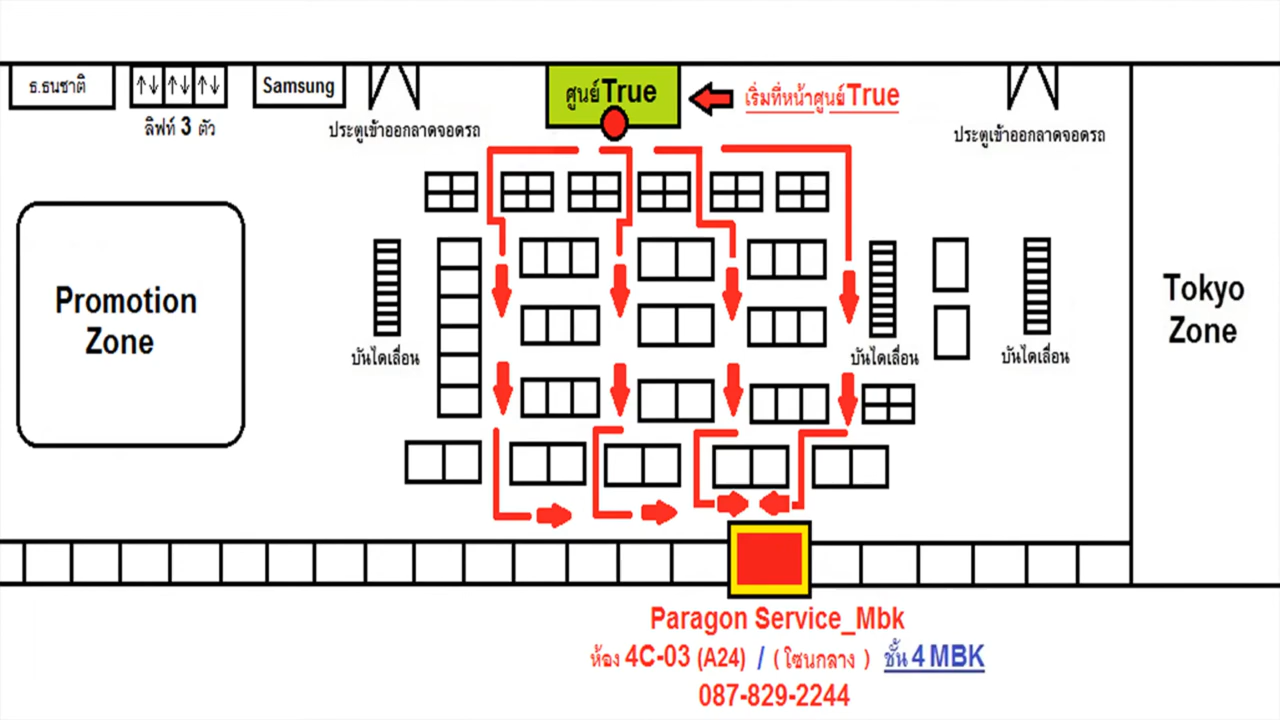 ธ.ธนชาติ
ลิฟท์ 3 ตัว
Samsung
ประตูเข้าออกลาดจอดรถ
ศูนย์True
เริ่มที่หน้าศูนย์True
ประตูเข้าออกลาดจอดรถ
Promotion
Zone
บันไดเลื่อน
บันไดเลื่อน
บันไดเลื่อน
Tokyo
Zone
Paragon Service_Mbk
ห้อง 4C-03 (A24) / ( โซนกลาง ) ชั้น 4 MBK
087-829-2244